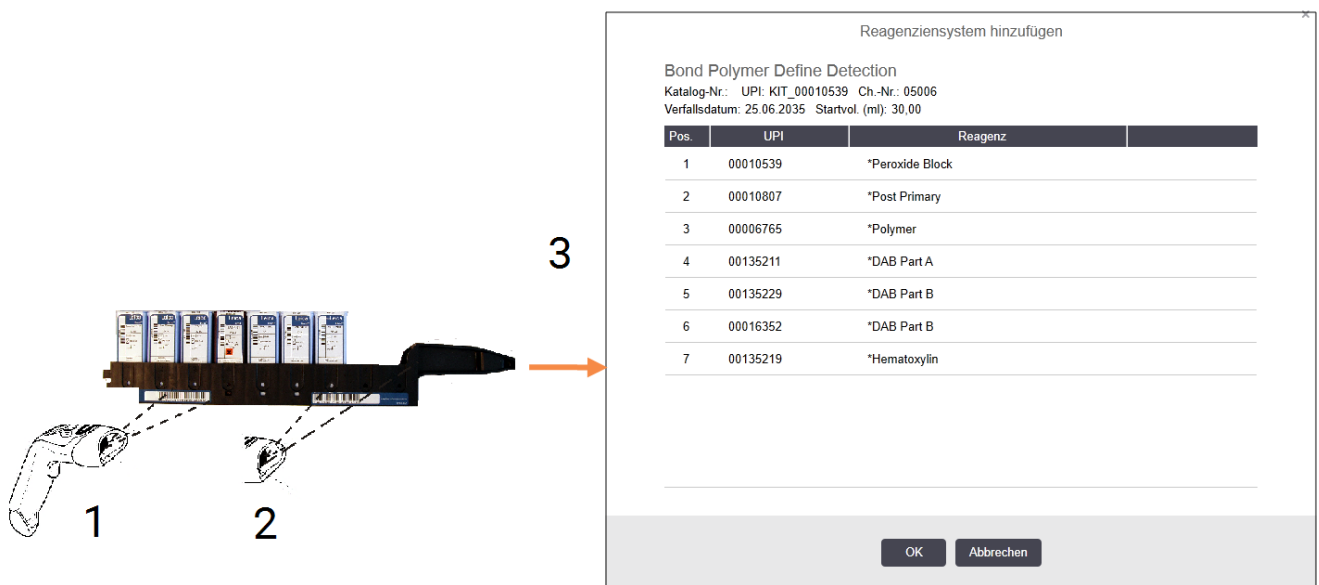 ×
Reagenziensystem hinzufügen
Bond Polymer Define Detection
Katalog-Nr.: UPI: KIT_00010539 Ch.-Nr.: 05006
Verfallsdatum: 25.06.2035 Startvol. (ml): 30,00
Pos. UPI Reagenz
1 00010539 *Peroxide Block
2 00010807 *Post Primary
3 00006765 *Polymer
4 00135211 *DAB Part A
5 00135229 *DAB Part B
6 00016352 *DAB Part B
7 00135219 *Hematoxylin
OK Abbrechen
3
1
2